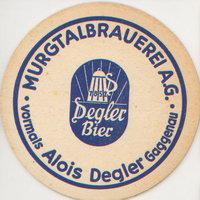 MURGTALBRAUEREI A.G.
Degler
Bier
vormals Alois Degler Gaggenau